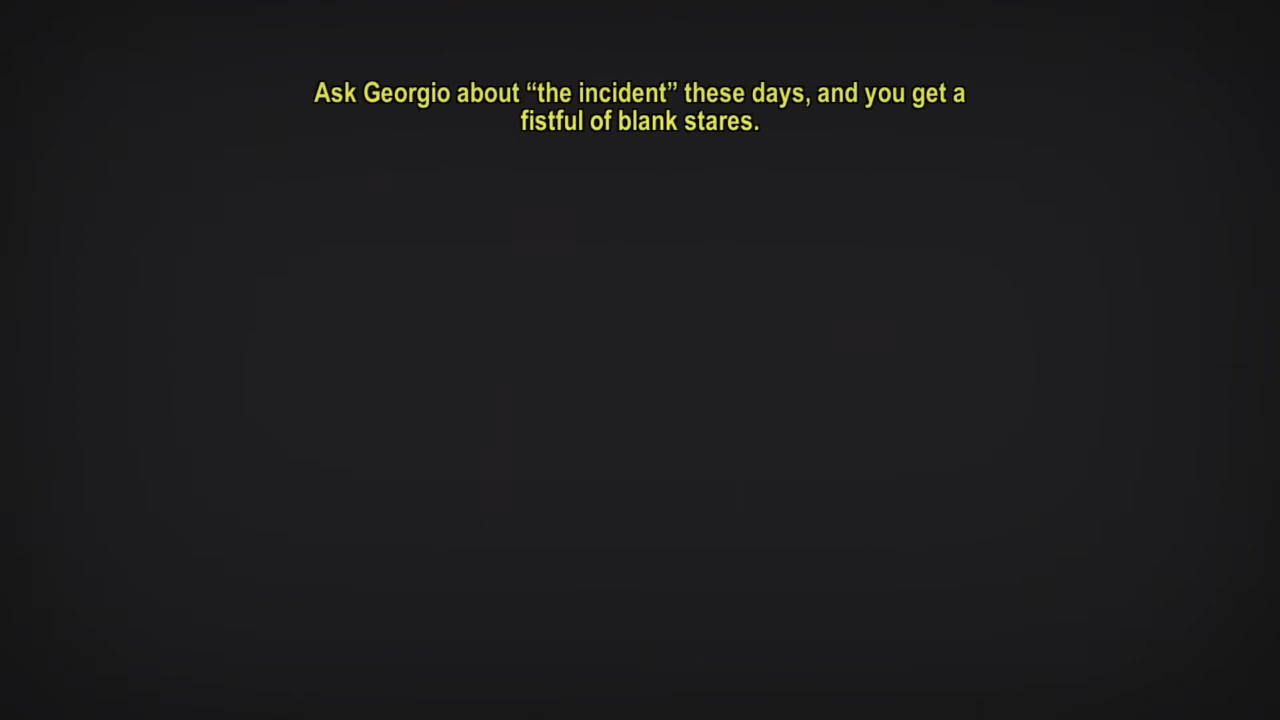 Ask Georgio about “the incident” these days, and you get a
fistful of blank stares.